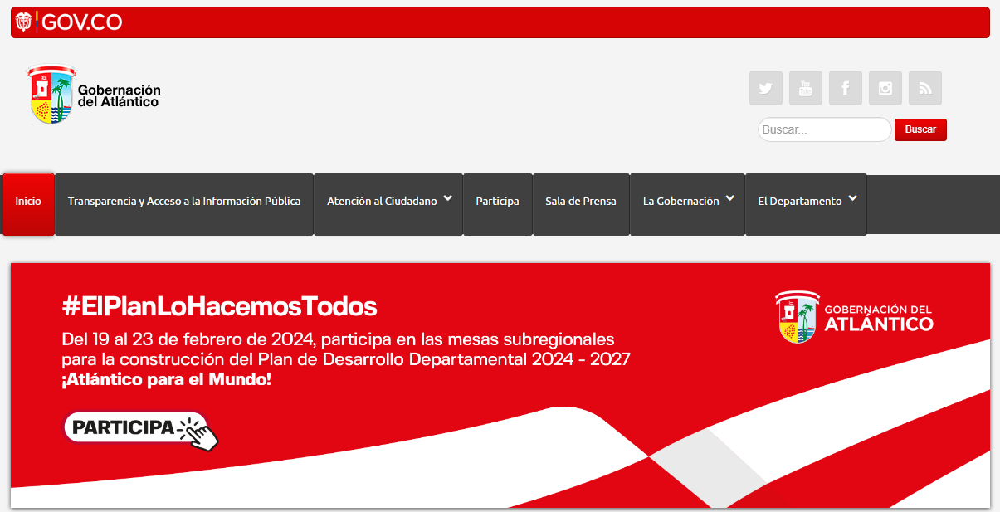 GOV.CO
Gobernación
del Atlántico
You
Tube
Buscar...
Buscar
Inicio
Transparencia y Acceso a la Información Pública
Atención al Ciudadano
Participa
Sala de Prensa
La Gobernación
El Departamento
#ElPlanLoHacemosTodos
Del 19 al 23 de febrero de 2024, participa en las mesas subregionales
para la construcción del Plan de Desarrollo Departamental 2024 - 2027
¡Atlántico para el Mundo!
PARTICIPA
GOBERNACIÓN DEL
ATLÁNTICO